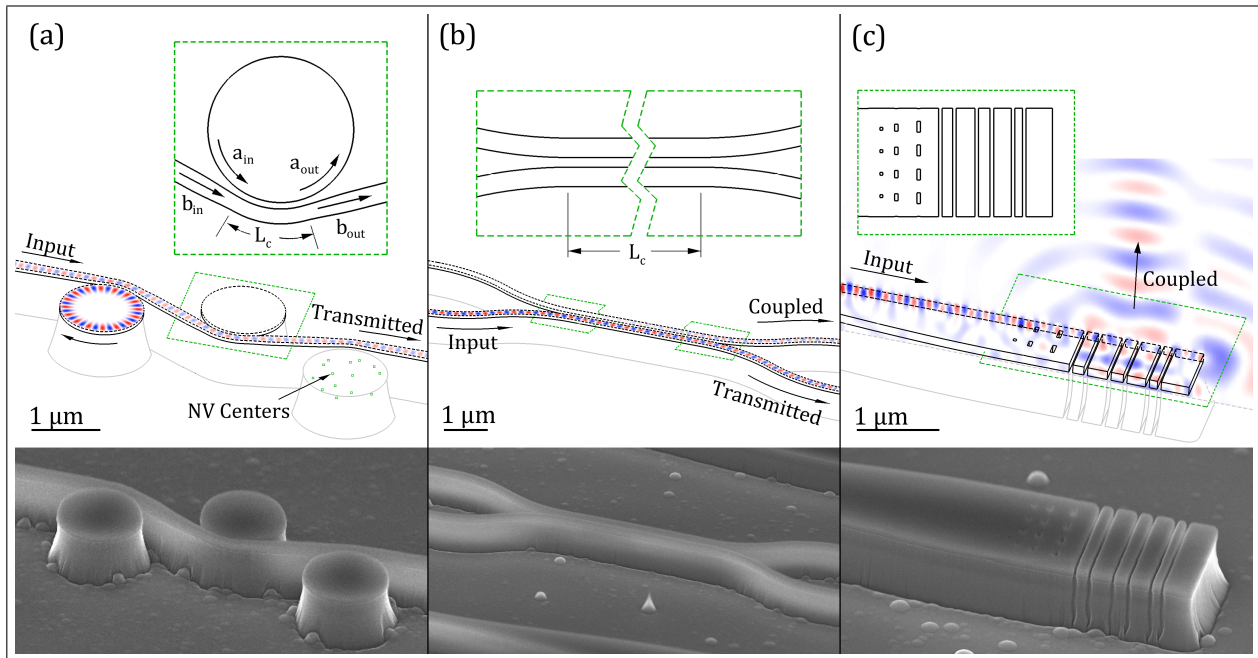 (a)
a_in
a_out
b_in
b_out
L_c
Input
Transmitted
NV Centers
1 μm
(b)
L_c
Input
Coupled
Transmitted
1 μm
(c)
Input
Coupled
1 μm